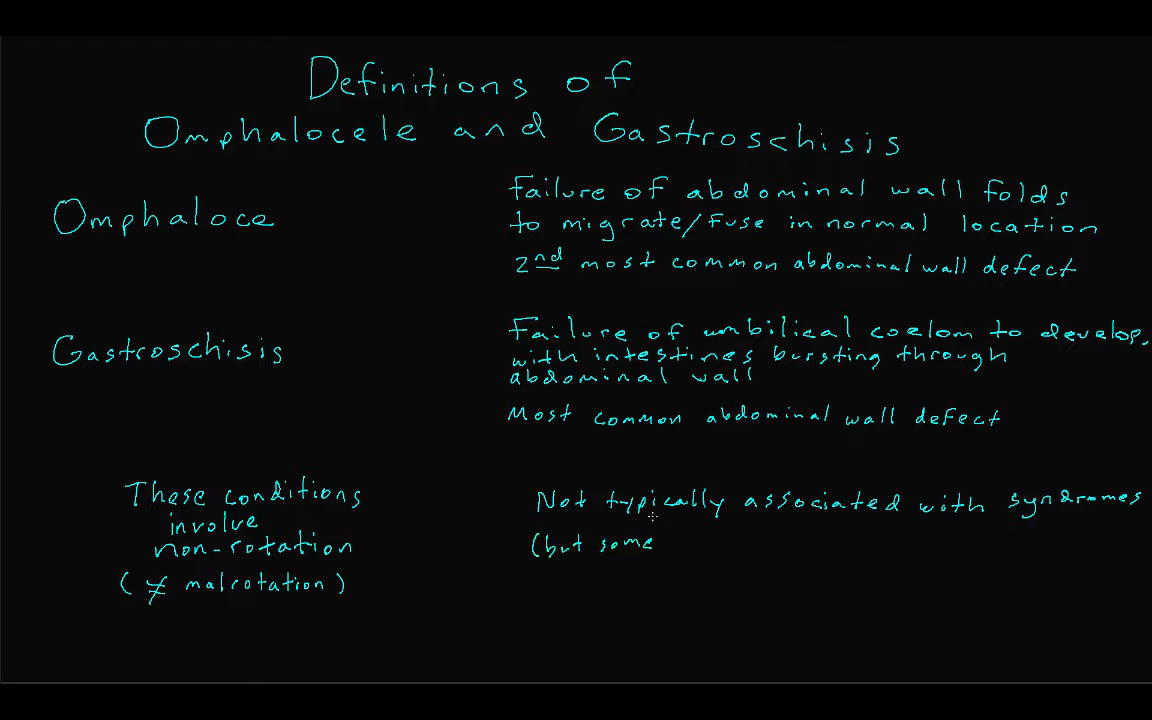 Definitions of
Omphalocele and Gastroschisis
Omphaloce
Failure of abdominal wall folds
to migrate/fuse in normal location
2nd most common abdominal wall defect
Gastroschisis
Failure of umbilical coelom to develop,
with intestines bursting through
abdominal wall
Most common abdominal wall defect
These conditions
involve
non-rotation
(≠ malrotation)
Not typically associated with syndromes
(but some